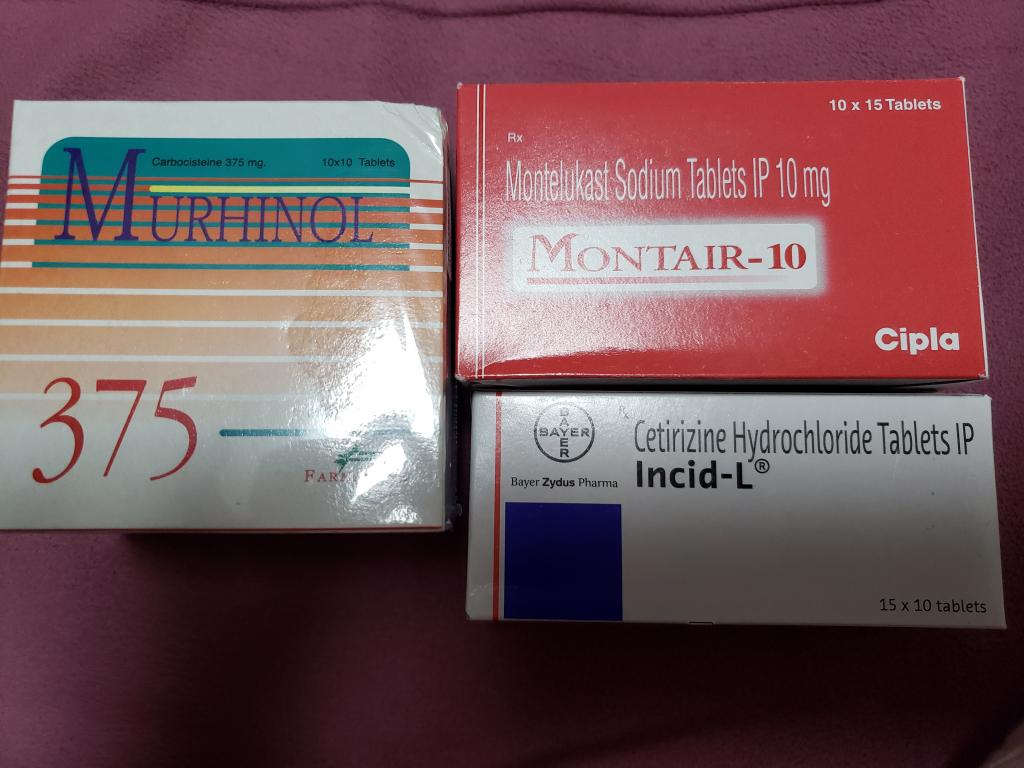 Carbocisteine 375 mg. 10x10 Tablets
MURHINOL
375
10 x 15 Tablets
Rx
Montelukast Sodium Tablets IP 10 mg
MONTAIR-10
Cipla
BAYER
BAYER
Bayer Zydus Pharma
Rx
Cetirizine Hydrochloride Tablets IP
Incid-L®
15 x 10 tablets